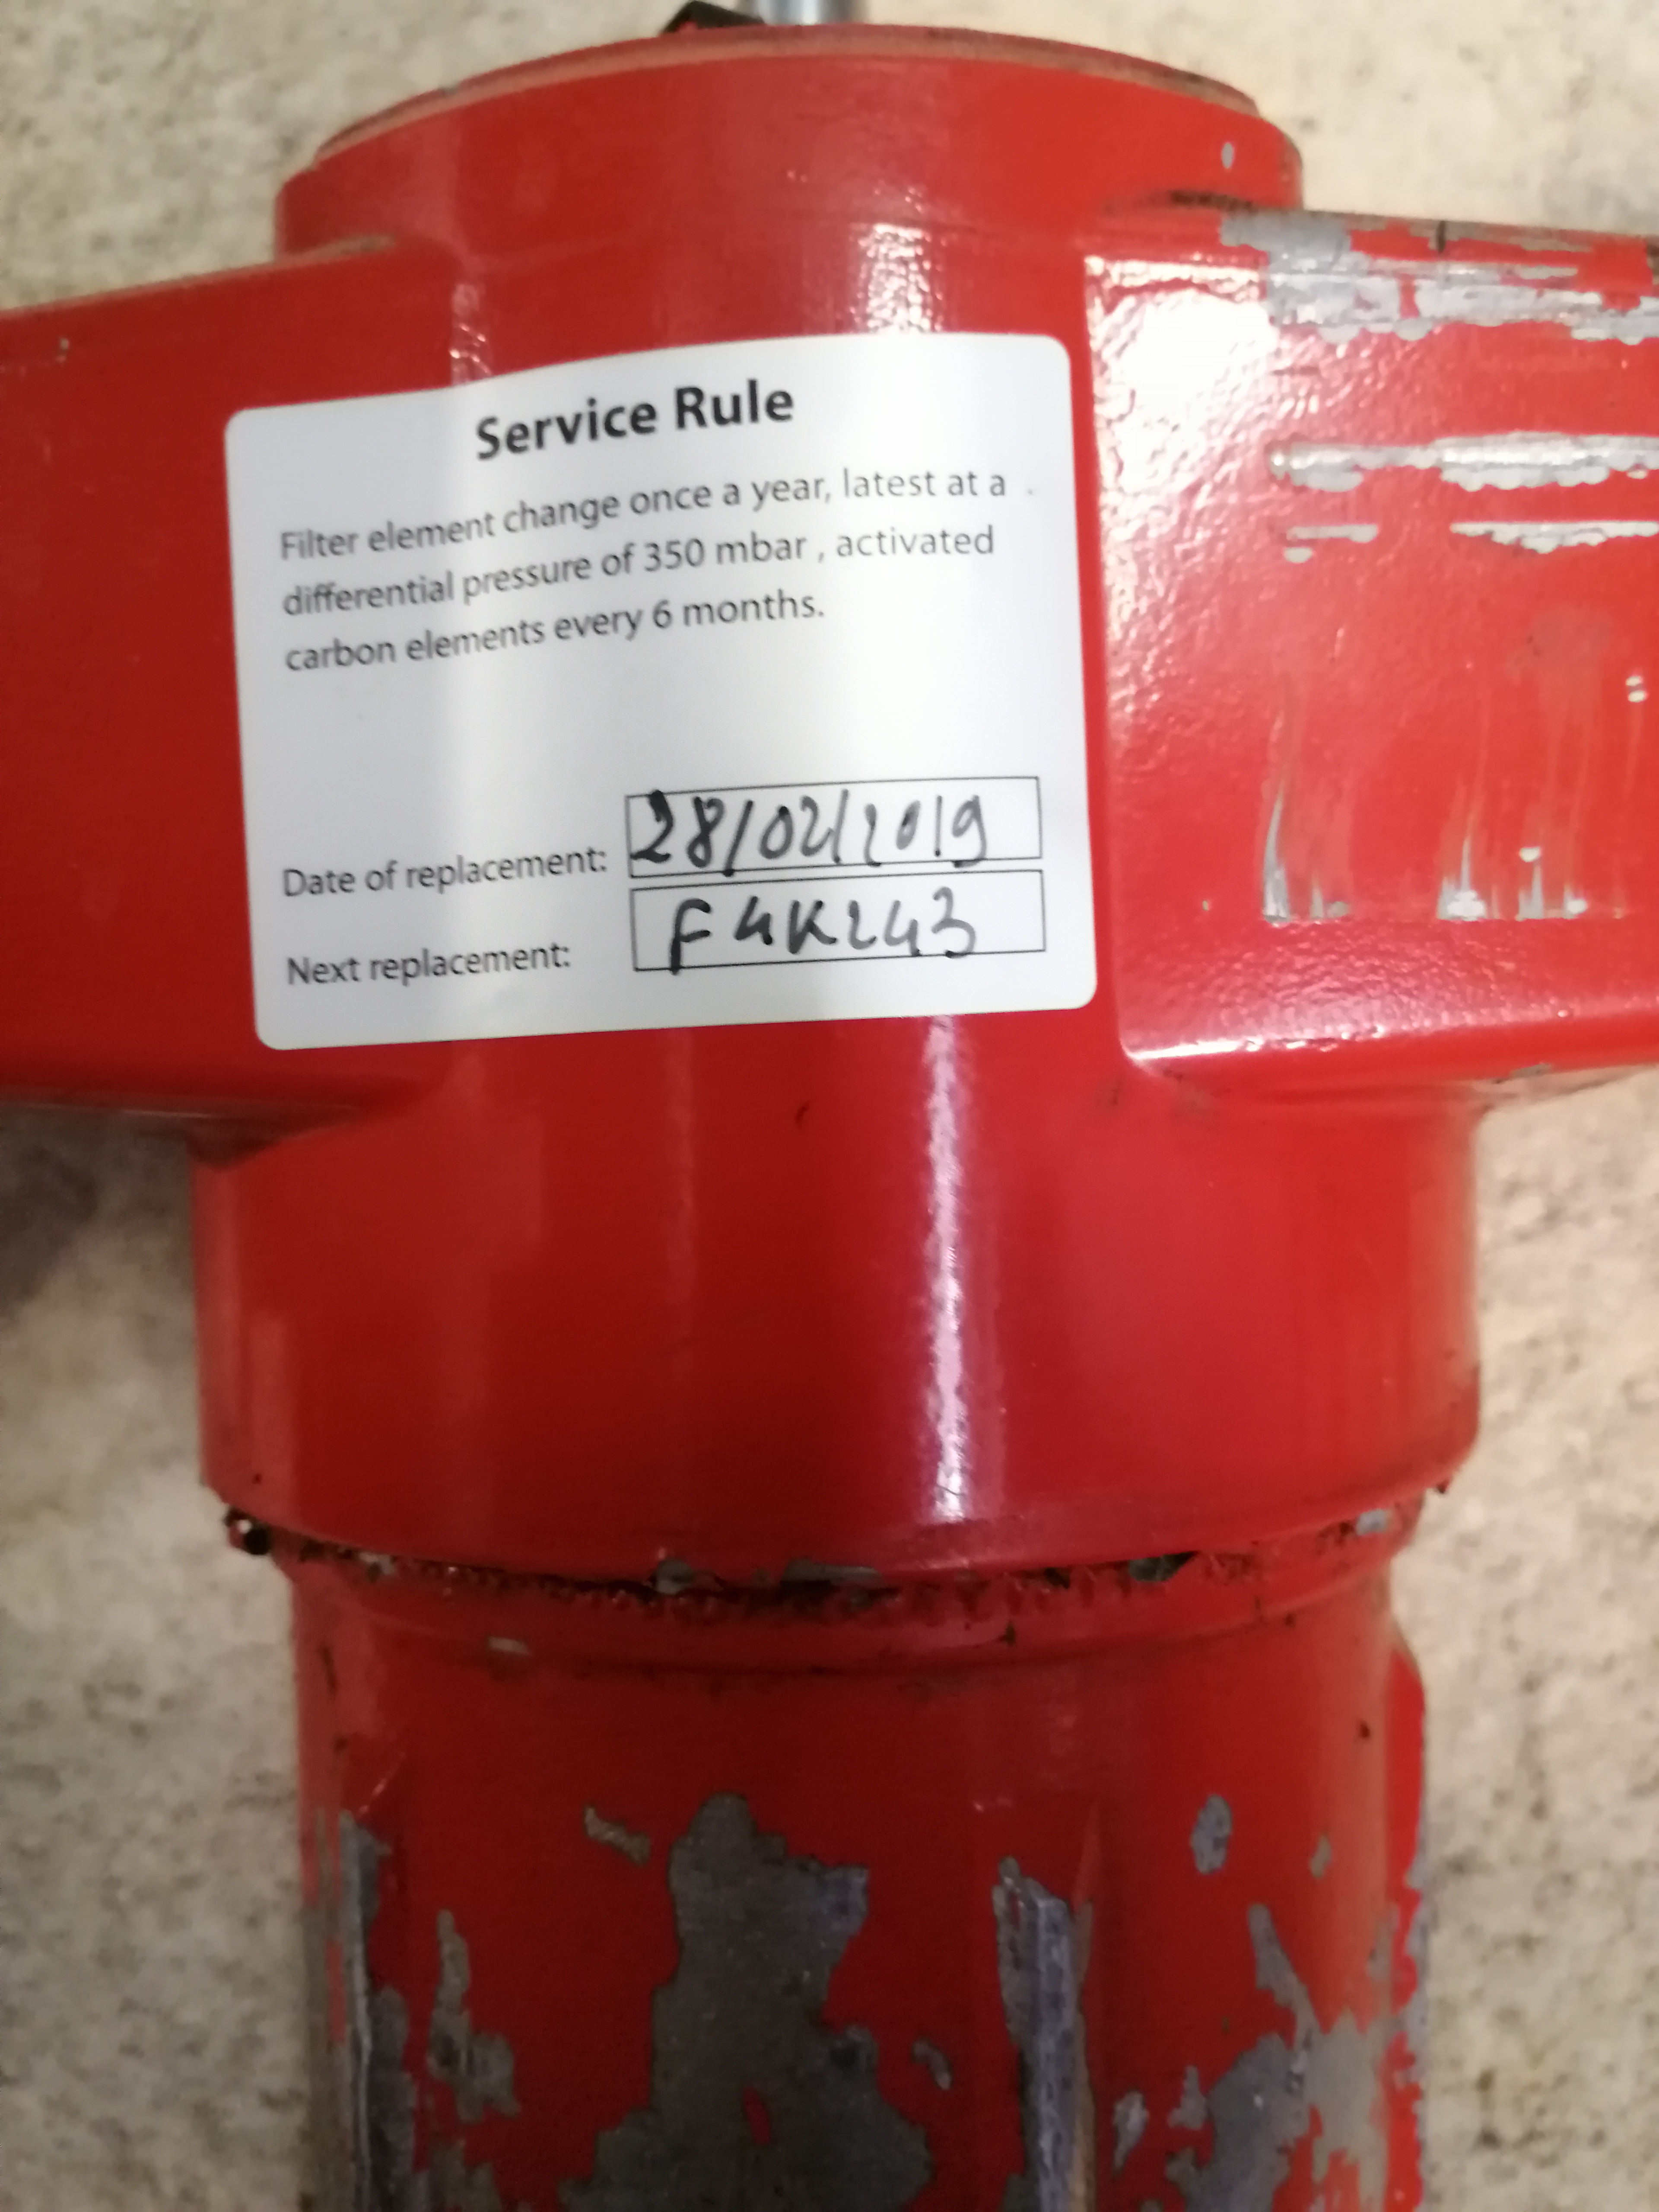 Service Rule
Filter element change once a year, latest at a
differential pressure of 350 mbar , activated
carbon elements every 6 months.
Date of replacement: 28/02/2019
Next replacement: F4K243